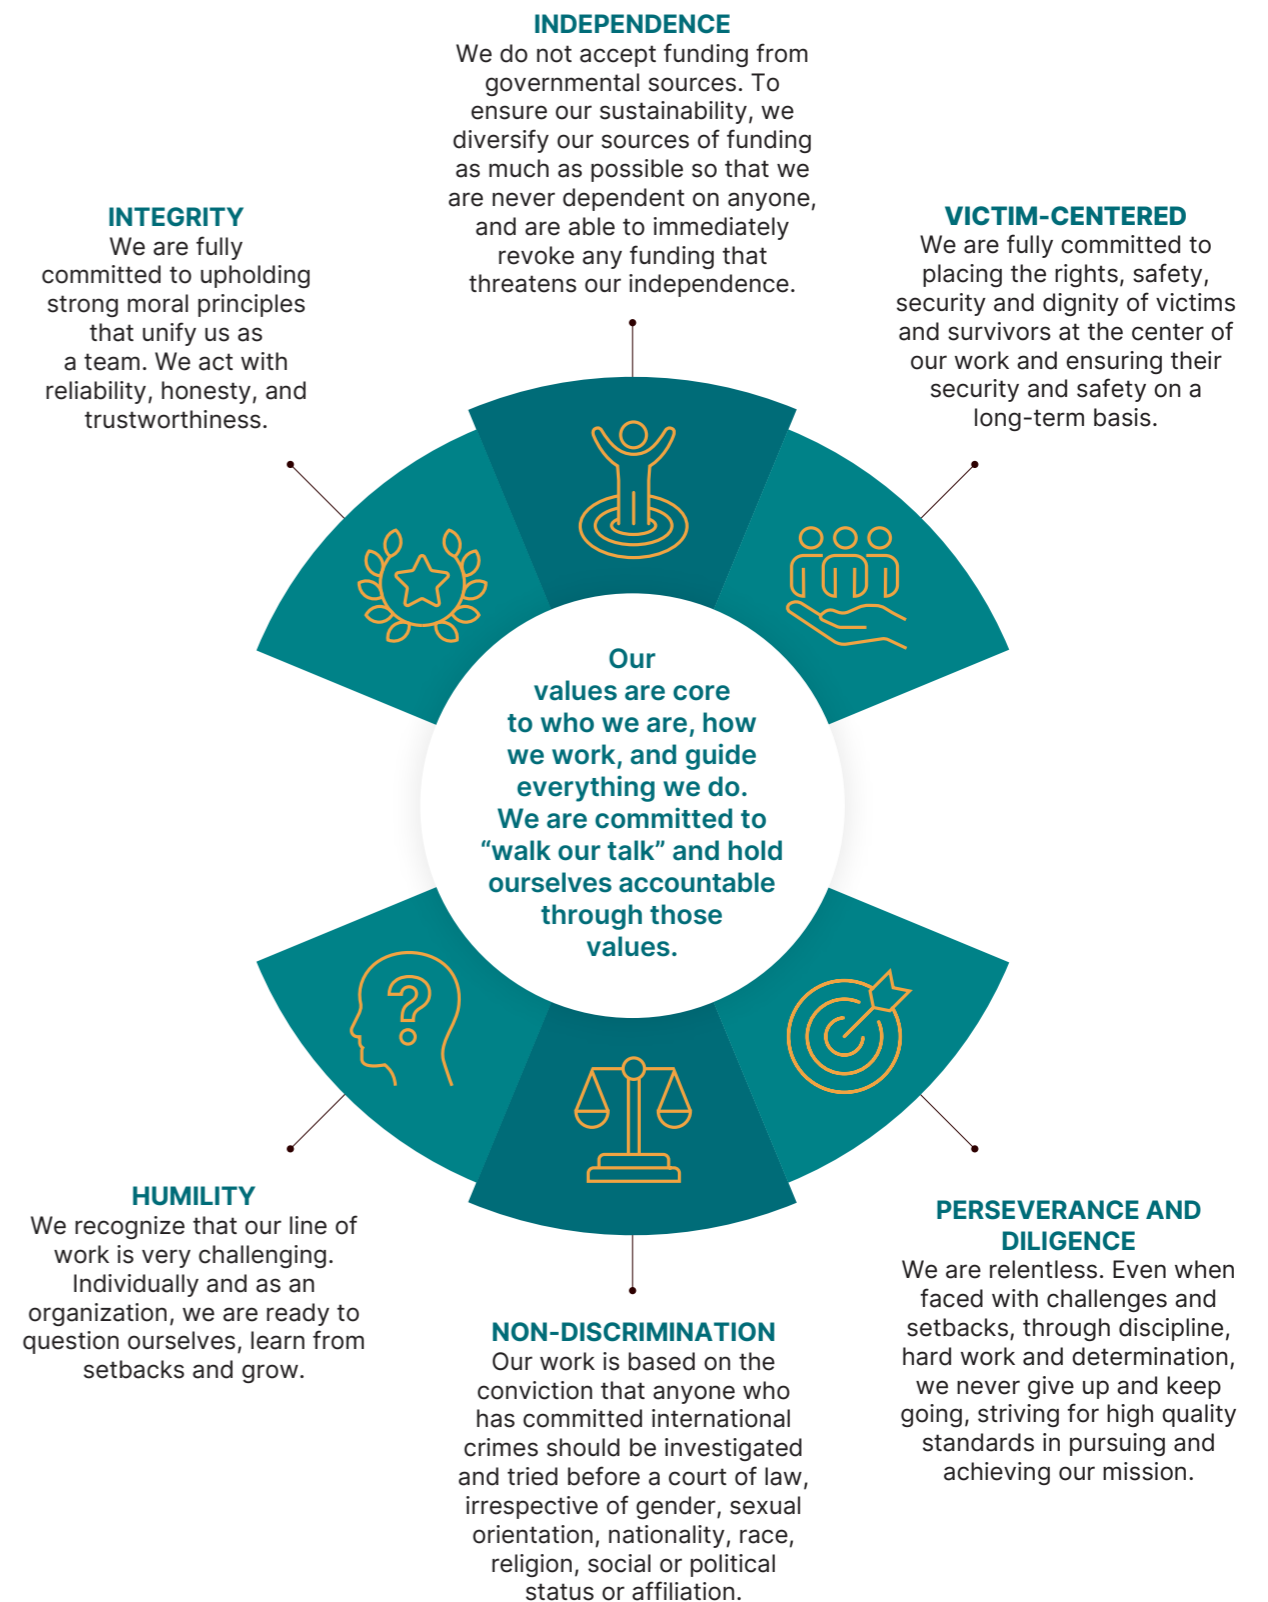 INDEPENDENCE
We do not accept funding from
governmental sources. To
ensure our sustainability, we
diversify our sources of funding
as much as possible so that we
are never dependent on anyone,
and are able to immediately
revoke any funding that
threatens our independence.
INTEGRITY
We are fully
committed to upholding
strong moral principles
that unify us as
a team. We act with
reliability, honesty, and
trustworthiness.
VICTIM-CENTERED
We are fully committed to
placing the rights, safety,
security and dignity of victims
and survivors at the center of
our work and ensuring their
security and safety on a
long-term basis.
Our
values are core
to who we are, how
we work, and guide
everything we do.
We are committed to
“walk our talk” and hold
ourselves accountable
through those
values.
HUMILITY
We recognize that our line of
work is very challenging.
Individually and as an
organization, we are ready to
question ourselves, learn from
setbacks and grow.
NON-DISCRIMINATION
Our work is based on the
conviction that anyone who
has committed international
crimes should be investigated
and tried before a court of law,
irrespective of gender, sexual
orientation, nationality, race,
religion, social or political
status or affiliation.
PERSEVERANCE AND
DILIGENCE
We are relentless. Even when
faced with challenges and
setbacks, through discipline,
hard work and determination,
we never give up and keep
going, striving for high quality
standards in pursuing and
achieving our mission.